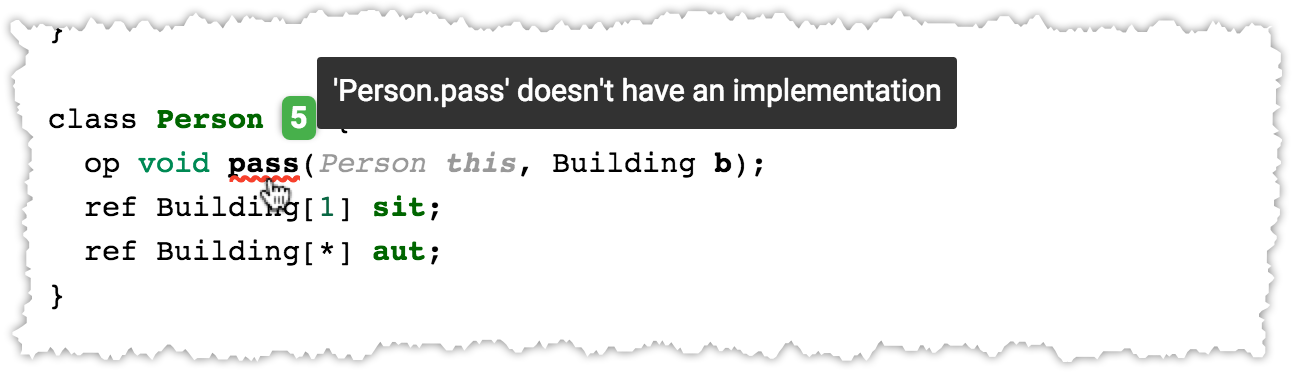 }
'Person.pass' doesn't have an implementation
class Person 5 {
op void pass(Person this, Building b);
ref Building[1] sit;
ref Building[*] aut;
}